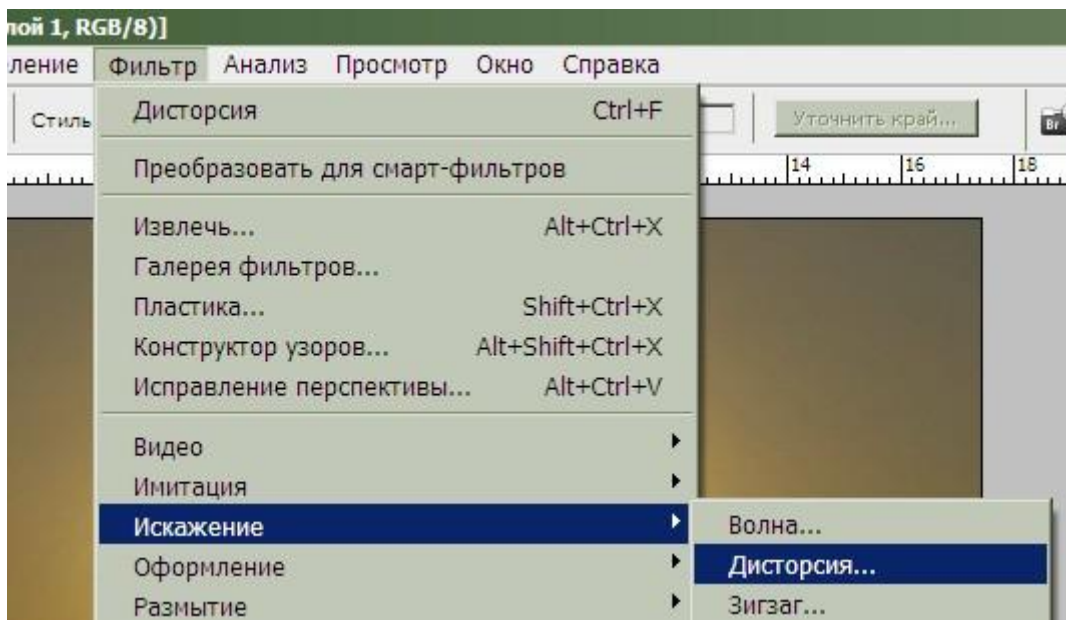 лой 1, RGB/8)]
ление Фильтр Анализ Просмотр Окно Справка
Стиль Уточнить край... Br
14 16 18
Дисторсия Ctrl+F
Преобразовать для смарт-фильтров
Извлечь... Alt+Ctrl+X
Галерея фильтров...
Пластика... Shift+Ctrl+X
Конструктор узоров... Alt+Shift+Ctrl+X
Исправление перспективы... Alt+Ctrl+V
Видео
Имитация
Искажение
Оформление
Размытие
Волна...
Дисторсия...
Зигзаг...